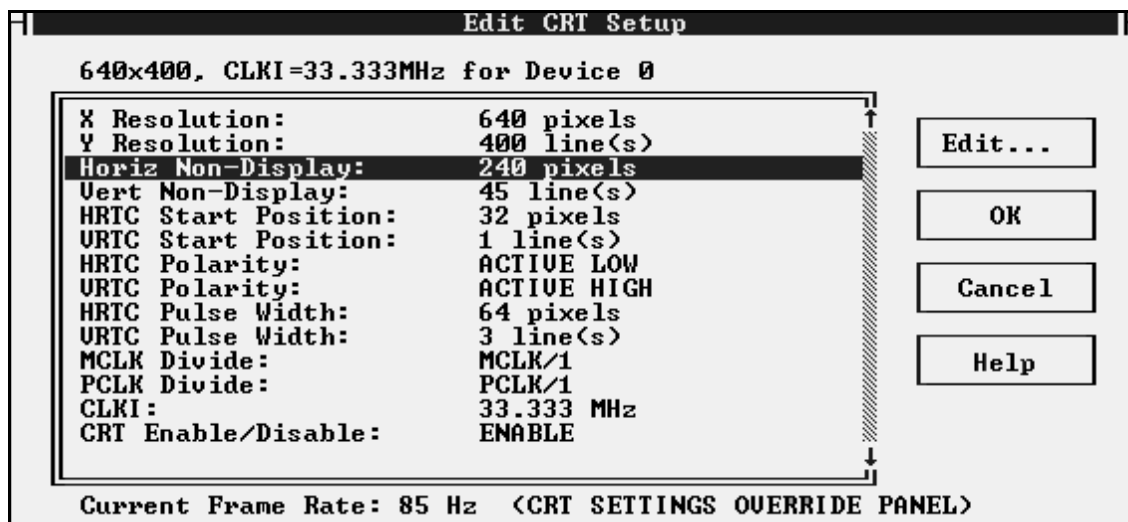 Edit CRT Setup
640x400, CLKI=33.333MHz for Device 0
X Resolution: 640 pixels
Y Resolution: 400 line(s)
Horiz Non-Display: 240 pixels
Vert Non-Display: 45 line(s)
HRTC Start Position: 32 pixels
VRTC Start Position: 1 line(s)
HRTC Polarity: ACTIVE LOW
VRTC Polarity: ACTIVE HIGH
HRTC Pulse Width: 64 pixels
VRTC Pulse Width: 3 line(s)
MCLK Divide: MCLK/1
PCLK Divide: PCLK/1
CLKI: 33.333 MHz
CRT Enable/Disable: ENABLE
Edit...
OK
Cancel
Help
Current Frame Rate: 85 Hz (CRT SETTINGS OVERRIDE PANEL)